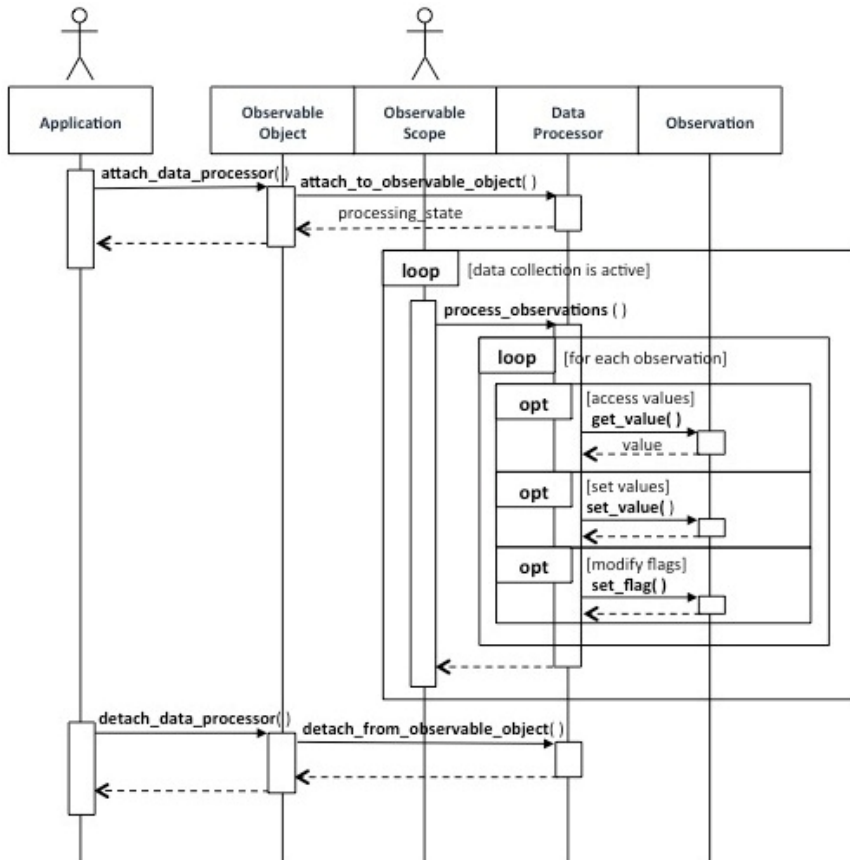 Application
Observable
Object
Observable
Scope
Data
Processor
Observation
attach_data_processor( )
attach_to_observable_object( )
processing_state
loop
[data collection is active]
process_observations ( )
loop
[for each observation]
opt
[access values]
get_value( )
value
opt
[set values]
set_value( )
opt
[modify flags]
set_flag( )
detach_data_processor( )
detach_from_observable_object( )